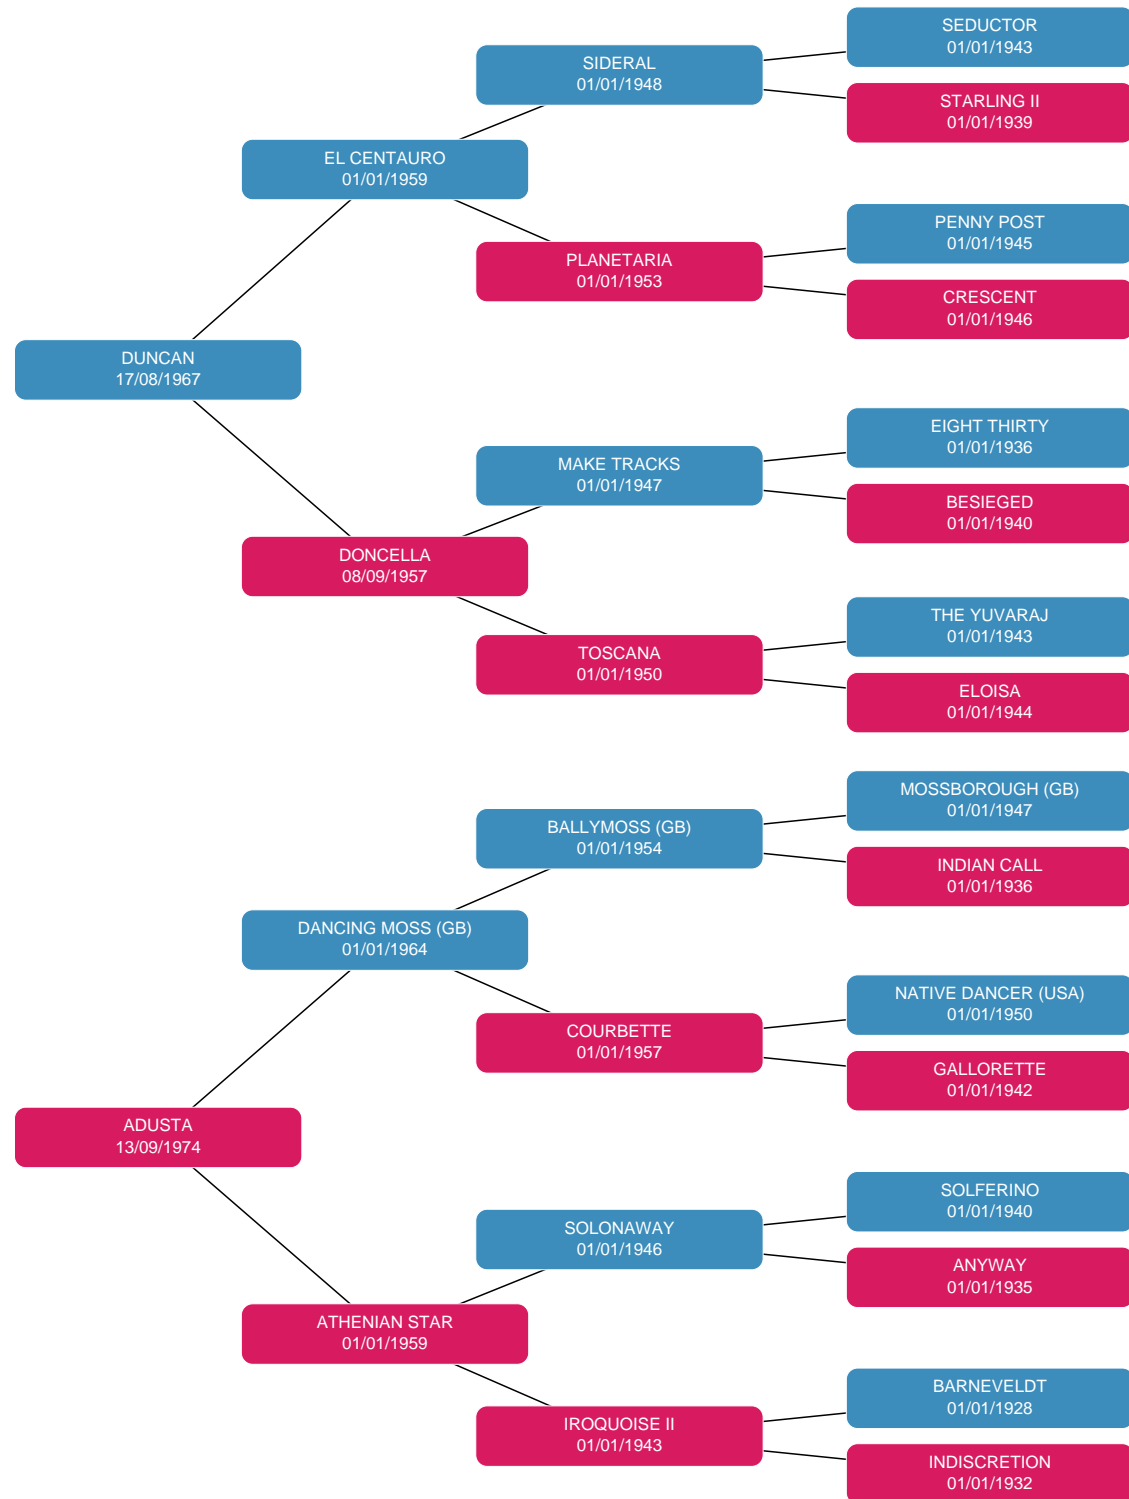 SEDUCTOR
01/01/1943
SIDERAL
01/01/1948
STARLING II
01/01/1939
EL CENTAURO
01/01/1959
PENNY POST
01/01/1945
PLANETARIA
01/01/1953
CRESCENT
01/01/1946
DUNCAN
17/08/1967
EIGHT THIRTY
01/01/1936
MAKE TRACKS
01/01/1947
BESIEGED
01/01/1940
DONCELLA
08/09/1957
THE YUVARAJ
01/01/1943
TOSCANA
01/01/1950
ELOISA
01/01/1944
MOSSBOROUGH (GB)
01/01/1947
BALLYMOSS (GB)
01/01/1954
INDIAN CALL
01/01/1936
DANCING MOSS (GB)
01/01/1964
NATIVE DANCER (USA)
01/01/1950
COURBETTE
01/01/1957
GALLORETTE
01/01/1942
ADUSTA
13/09/1974
SOLFERINO
01/01/1940
SOLONAWAY
01/01/1946
ANYWAY
01/01/1935
ATHENIAN STAR
01/01/1959
BARNEVELDT
01/01/1928
IROQUOISE II
01/01/1943
INDISCRETION
01/01/1932